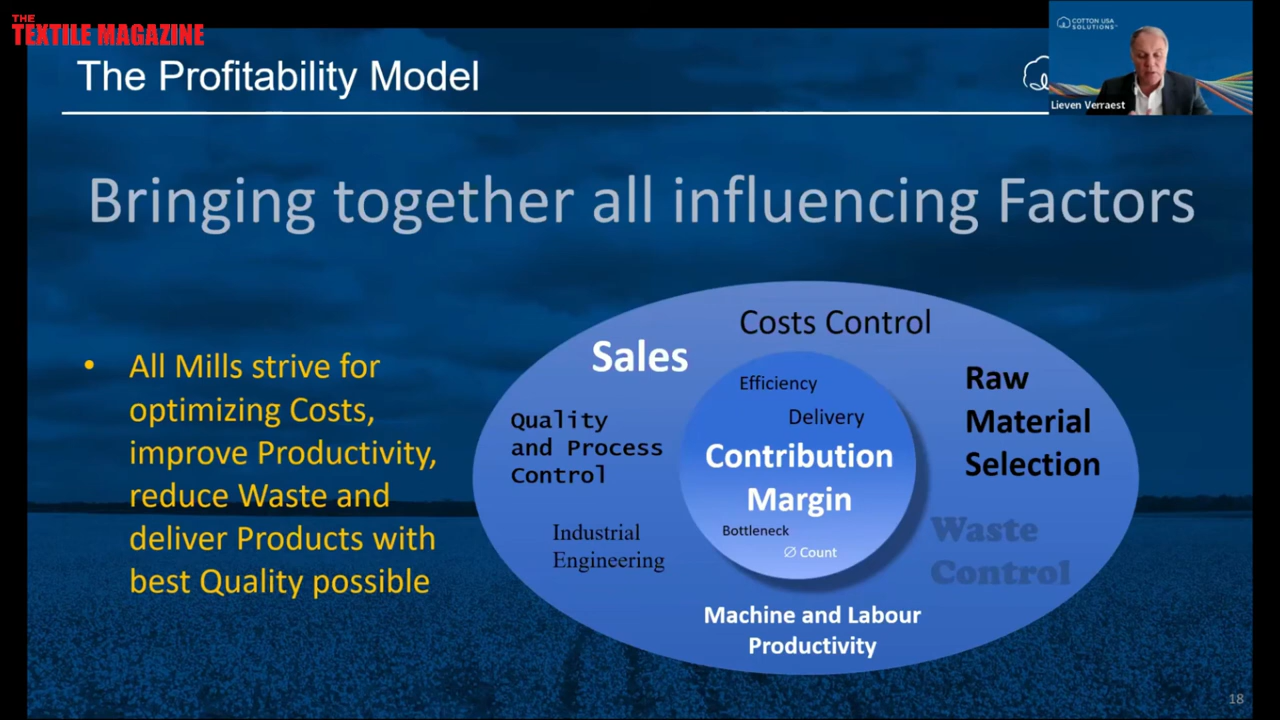 THE
TEXTILE MAGAZINE
COTTON USA
SOLUTIONS™
The Profitability Model
Lieven Verraest
Bringing together all influencing Factors
• All Mills strive for
optimizing Costs,
improve Productivity,
reduce Waste and
deliver Products with
best Quality possible
Costs Control
Sales
Raw
Material
Selection
Quality
and Process
Control
Efficiency
Delivery
Contribution
Margin
Bottleneck
∅ Count
Industrial
Engineering
Waste
Control
Machine and Labour
Productivity
18